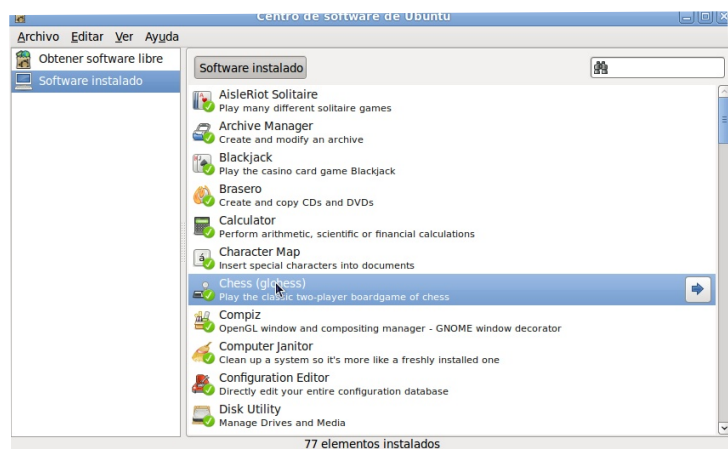 Centro de software de Ubuntu
Archivo Editar Ver Ayuda
Obtener software libre
Software instalado
Software instalado
AisleRiot Solitaire
Play many different solitaire games
Archive Manager
Create and modify an archive
Blackjack
Play the casino card game Blackjack
Brasero
Create and copy CDs and DVDs
Calculator
Perform arithmetic, scientific or financial calculations
Character Map
Insert special characters into documents
Chess (glchess)
Play the classic two-player boardgame of chess
Compiz
OpenGL window and compositing manager - GNOME window decorator
Computer Janitor
Clean up a system so it's more like a freshly installed one
Configuration Editor
Directly edit your entire configuration database
Disk Utility
Manage Drives and Media
77 elementos instalados